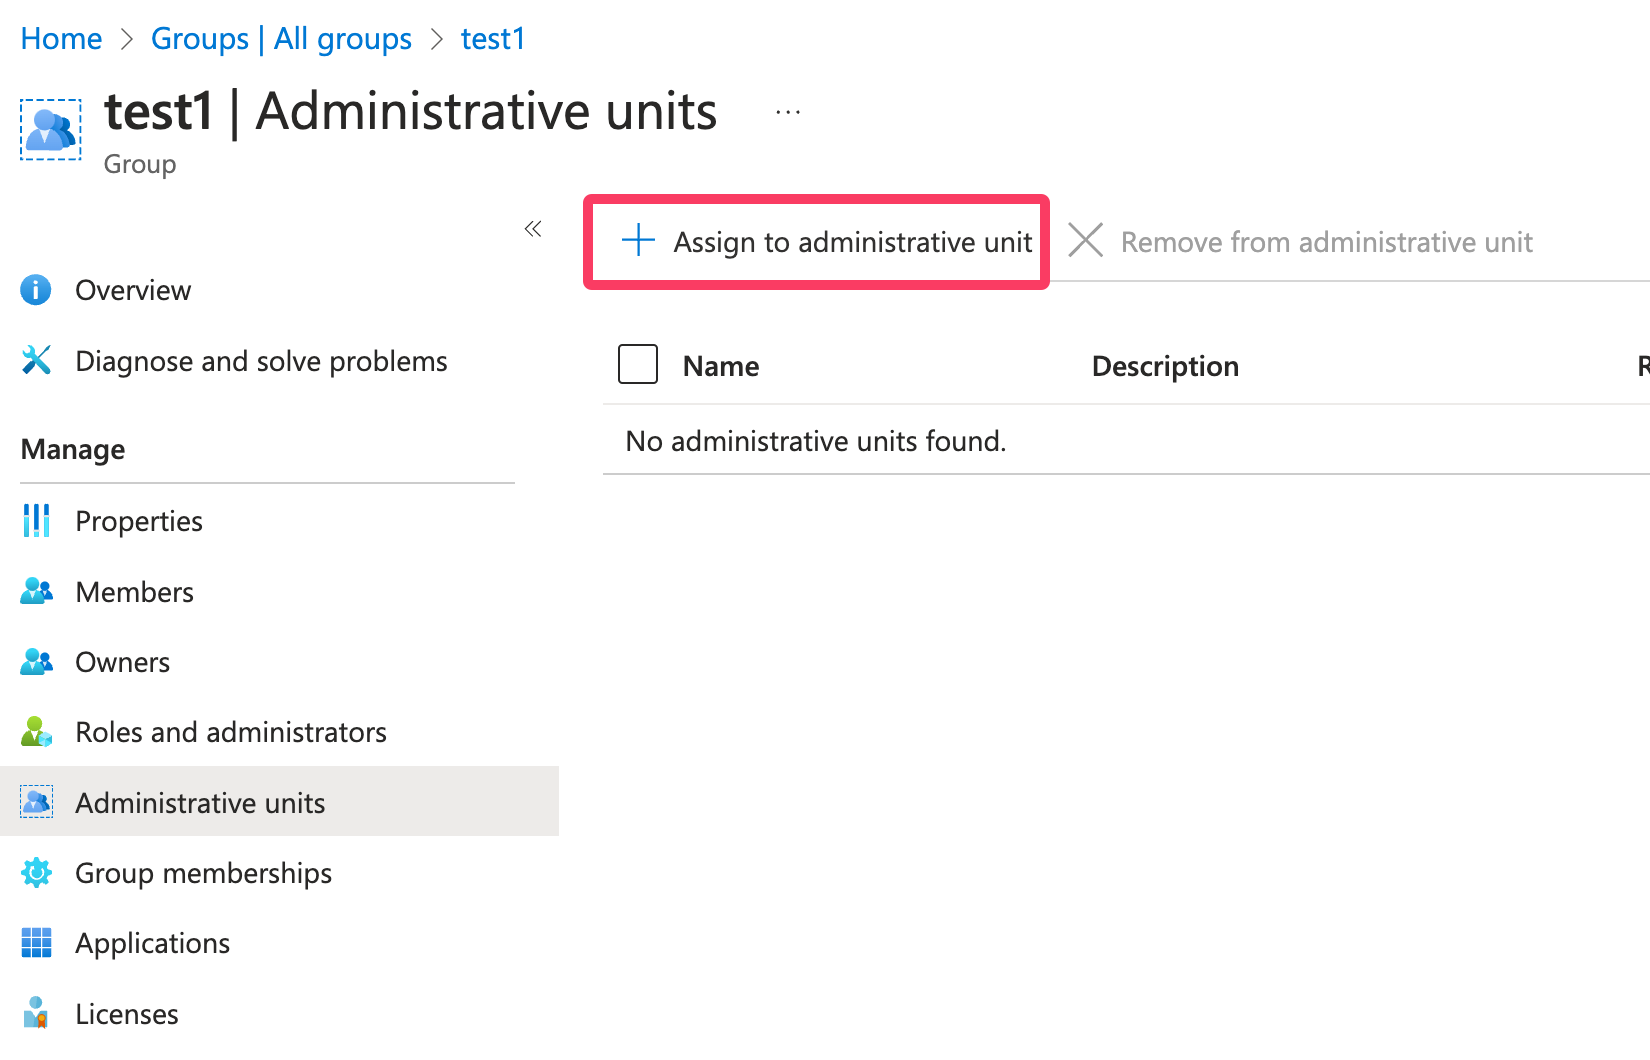 Home > Groups | All groups > test1
test1 | Administrative units ...
Group
«
Overview
Diagnose and solve problems
Manage
Properties
Members
Owners
Roles and administrators
Administrative units
Group memberships
Applications
Licenses
Assign to administrative unit Remove from administrative unit
Name Description
No administrative units found.